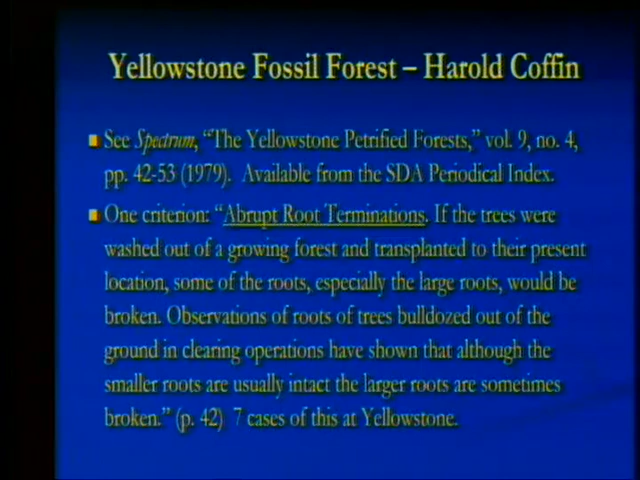 Yellowstone Fossil Forest – Harold Coffin
See Spectrum, “The Yellowstone Petrified Forests,” vol. 9, no. 4,
pp. 42-53 (1979). Available from the SDA Periodical Index.
One criterion: “Abrupt Root Terminations. If the trees were
washed out of a growing forest and transplanted to their present
location, some of the roots, especially the large roots, would be
broken. Observations of roots of trees bulldozed out of the
ground in clearing operations have shown that although the
smaller roots are usually intact the larger roots are sometimes
broken.” (p. 42) 7 cases of this at Yellowstone.